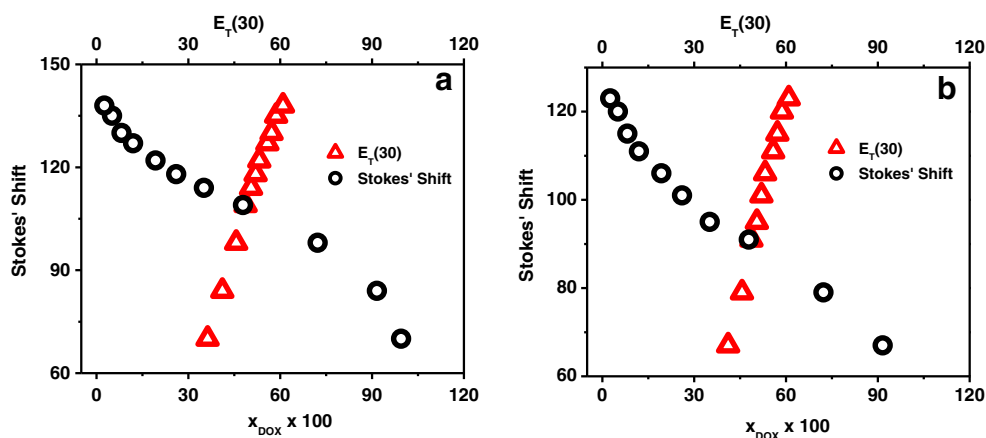 E_T(30)
0 30 60 90 120
a
150
120
90
60
Stokes' Shift
E_T(30)
Stokes' Shift
0 30 60 90 120
x_DOX x 100
E_T(30)
0 30 60 90 120
b
120
100
80
60
Stokes' Shift
E_T(30)
Stokes' Shift
0 30 60 90 120
x_DOX x 100